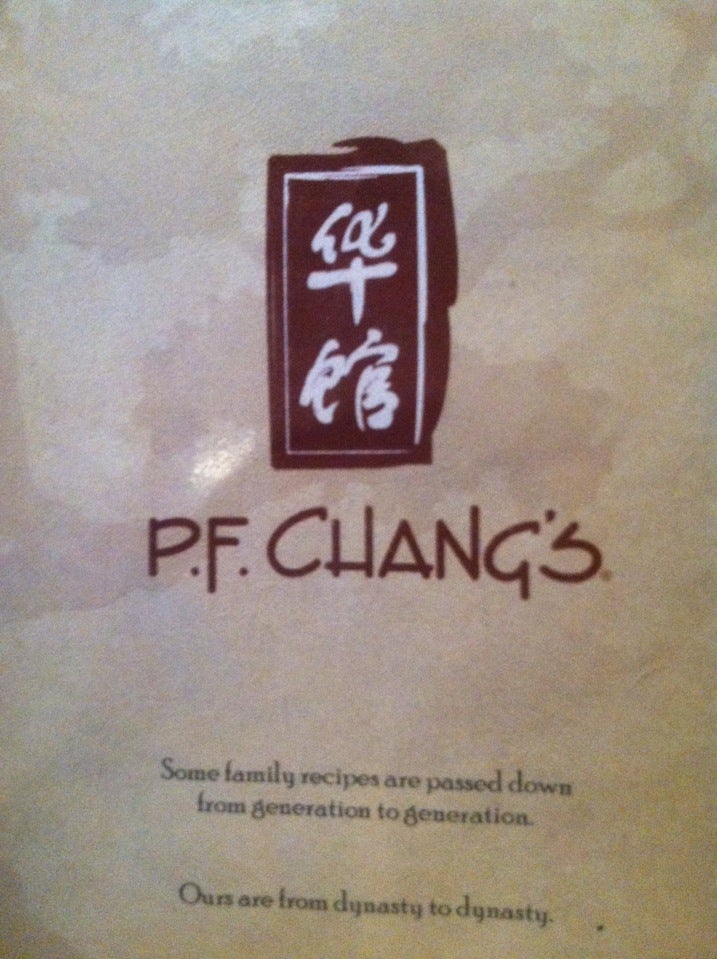 华
馆
P.F. CHANG'S®
Some family recipes are passed down
from generation to generation.
Ours are from dynasty to dynasty.